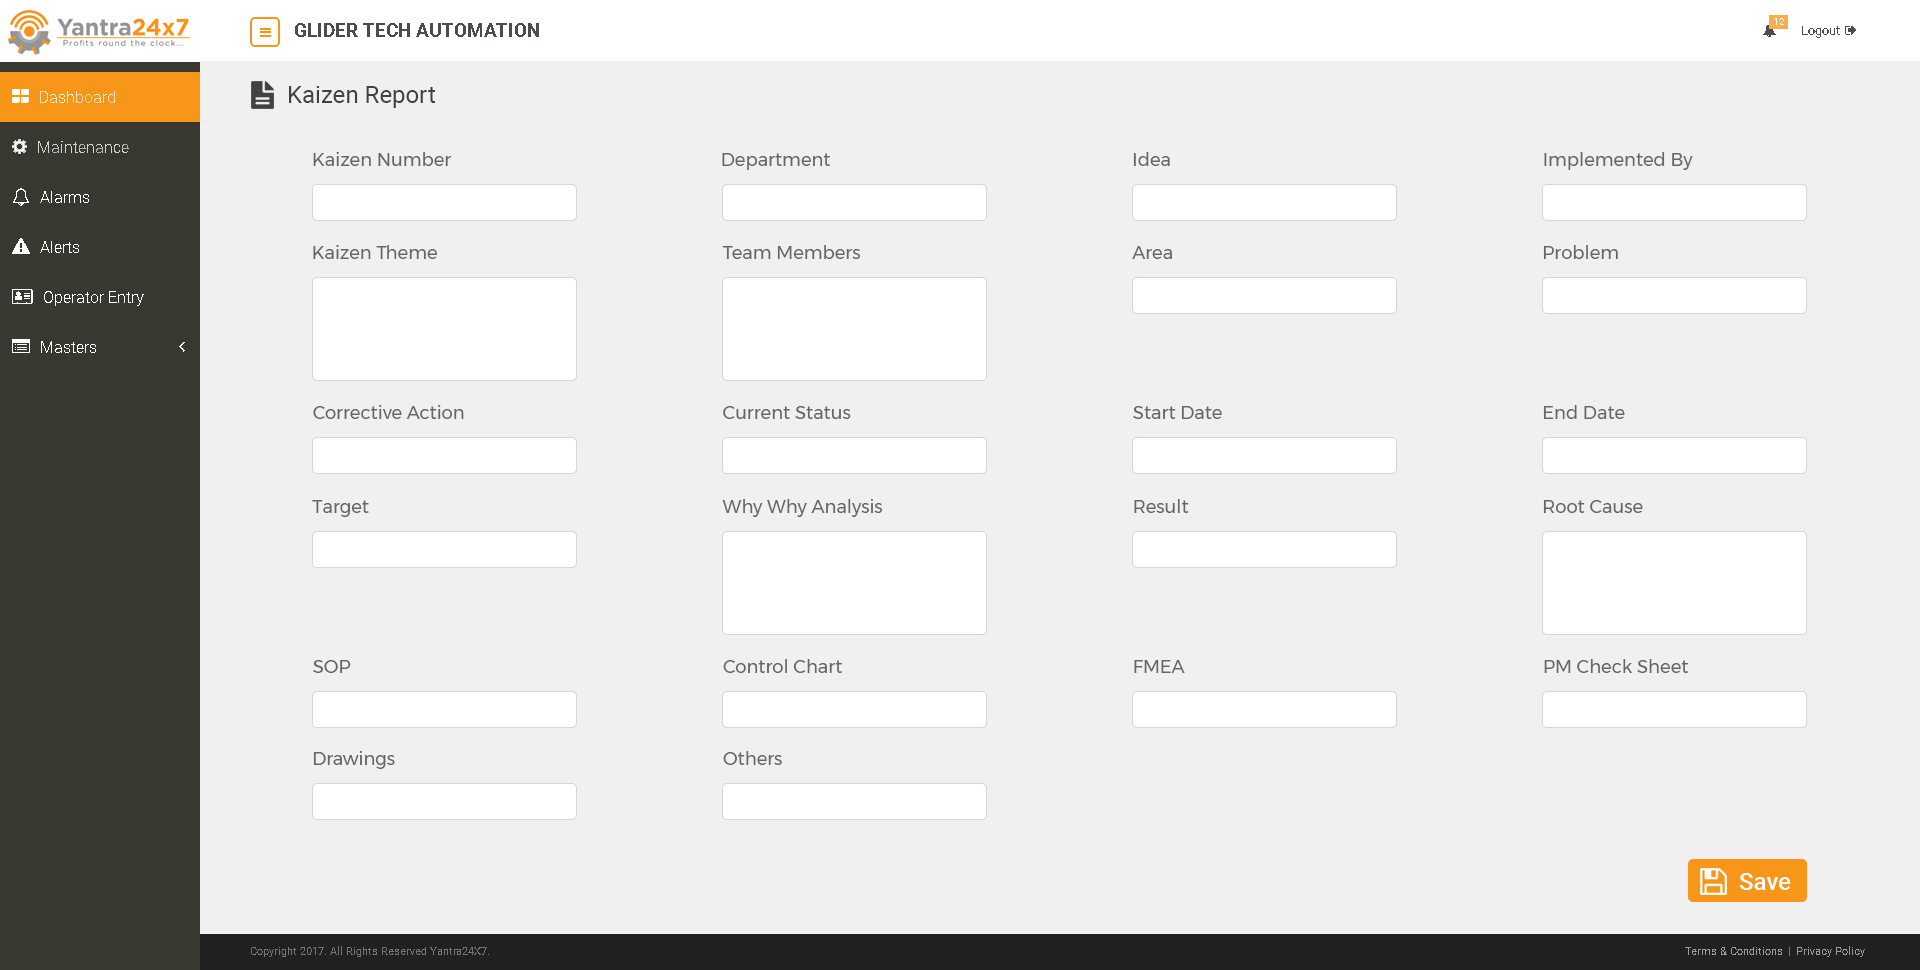 Yantra24x7
Profits round the clock...
GLIDER TECH AUTOMATION
12
Logout
Dashboard
Maintenance
Alarms
Alerts
Operator Entry
Masters
Kaizen Report
Kaizen Number
Department
Idea
Implemented By
Kaizen Theme
Team Members
Area
Problem
Corrective Action
Current Status
Start Date
End Date
Target
Why Why Analysis
Result
Root Cause
SOP
Control Chart
FMEA
PM Check Sheet
Drawings
Others
Save
Copyright 2017. All Rights Reserved Yantra24X7.
Terms & Conditions | Privacy Policy